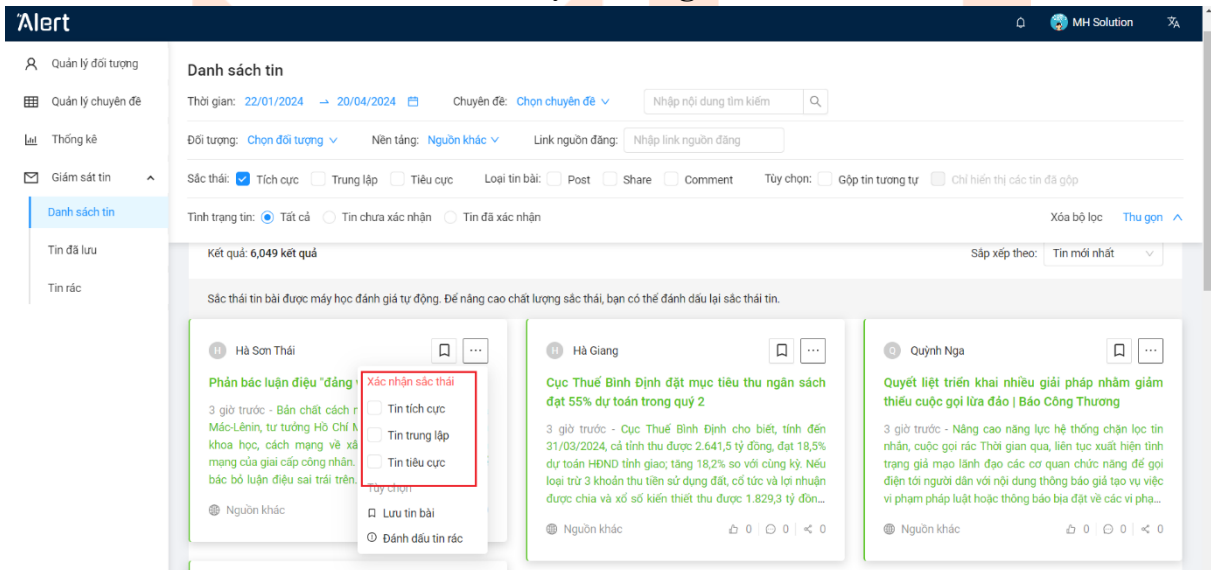 Alert
MH Solution
Quản lý đối tượng
Quản lý chuyên đề
Thống kê
Giám sát tin
Danh sách tin
Tin đã lưu
Tin rác
Danh sách tin
Thời gian: 22/01/2024 → 20/04/2024 Chuyên đề: Chọn chuyên đề Nhập nội dung tìm kiếm
Đối tượng: Chọn đối tượng Nền tảng: Nguồn khác Link nguồn đăng: Nhập link nguồn đăng
Sắc thái: Tích cực Trung lập Tiêu cực Loại tin bài: Post Share Comment Tùy chọn: Gộp tin tương tự Chỉ hiển thị các tin đã gộp
Tình trạng tin: Tất cả Tin chưa xác nhận Tin đã xác nhận Xóa bộ lọc Thu gọn
Kết quả: 6,049 kết quả Sắp xếp theo: Tin mới nhất
Sắc thái tin bài được máy học đánh giá tự động. Để nâng cao chất lượng sắc thái, bạn có thể đánh dấu lại sắc thái tin.
H Hà Sơn Thái
Phản bác luận điệu "đảng
3 giờ trước - Bản chất cách
Mác-Lênin, tư tưởng Hồ Chí
khoa học, cách mạng về
mạng của giai cấp công nhân.
bác bỏ luận điệu sai trái trên.
Nguồn khác
Xác nhận sắc thái
Tin tích cực
Tin trung lập
Tin tiêu cực
Tùy chọn
Lưu tin bài
Đánh dấu tin rác
H Hà Giang
Cục Thuế Bình Định đặt mục tiêu thu ngân sách
đạt 55% dự toán trong quý 2
3 giờ trước - Cục Thuế Bình Định cho biết, tính đến
31/03/2024, cả tỉnh thu được 2.641,5 tỷ đồng, đạt 18,5%
dự toán HĐND tỉnh giao; tăng 18,2% so với cùng kỳ. Nếu
loại trừ 3 khoản thu tiền sử dụng đất, cổ tức và lợi nhuận
được chia và xổ số kiến thiết thu được 1.829,3 tỷ đồn...
Nguồn khác 0 0 0
Q Quỳnh Nga
Quyết liệt triển khai nhiều giải pháp nhằm giảm
thiểu cuộc gọi lừa đảo | Báo Công Thương
3 giờ trước - Nâng cao năng lực hệ thống chặn lọc tin
nhắn, cuộc gọi rác Thời gian qua, liên tục xuất hiện tình
trạng giả mạo lãnh đạo các cơ quan chức năng để gọi
điện tới người dân với nội dung thông báo giả tạo vụ việc
vi phạm pháp luật hoặc thông báo bịa đặt về các vi phạ...
Nguồn khác 0 0 0